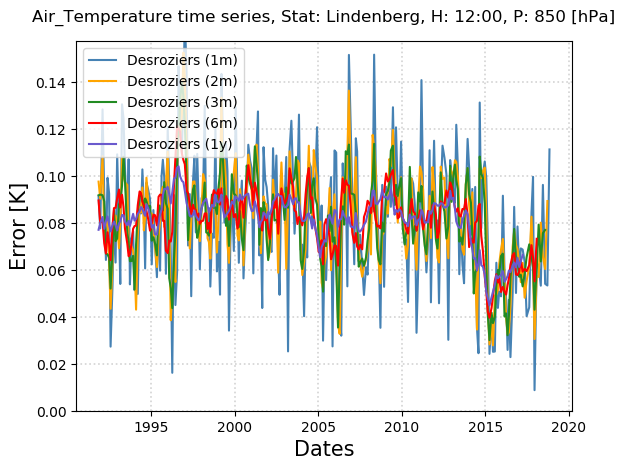 Air_Temperature time series, Stat: Lindenberg, H: 12:00, P: 850 [hPa]
Error [K]
0.14
0.12
0.10
0.08
0.06
0.04
0.02
0.00
Desroziers (1m)
Desroziers (2m)
Desroziers (3m)
Desroziers (6m)
Desroziers (1y)
1995
2000
2005
2010
2015
2020
Dates